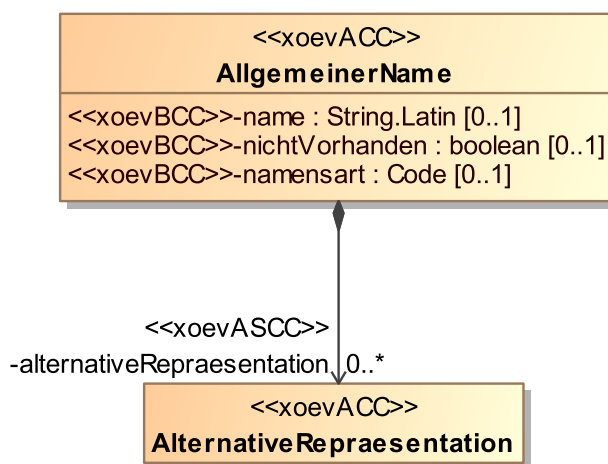 <<xoevACC>>
AllgemeinerName
<<xoevBCC>>-name : String.Latin [0..1]
<<xoevBCC>>-nichtVorhanden : boolean [0..1]
<<xoevBCC>>-namensart : Code [0..1]
<<xoevASCC>>
-alternativeRepraesentation 0..*
<<xoevACC>>
AlternativeRepraesentation